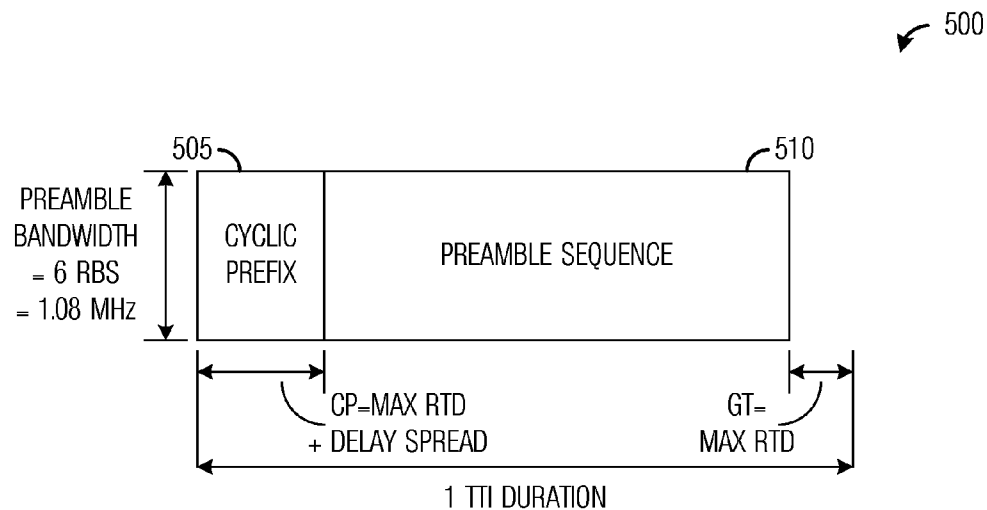 500
505
510
PREAMBLE
BANDWIDTH
= 6 RBS
= 1.08 MHz
CYCLIC
PREFIX
PREAMBLE SEQUENCE
CP=MAX RTD
+ DELAY SPREAD
GT=
MAX RTD
1 TTI DURATION